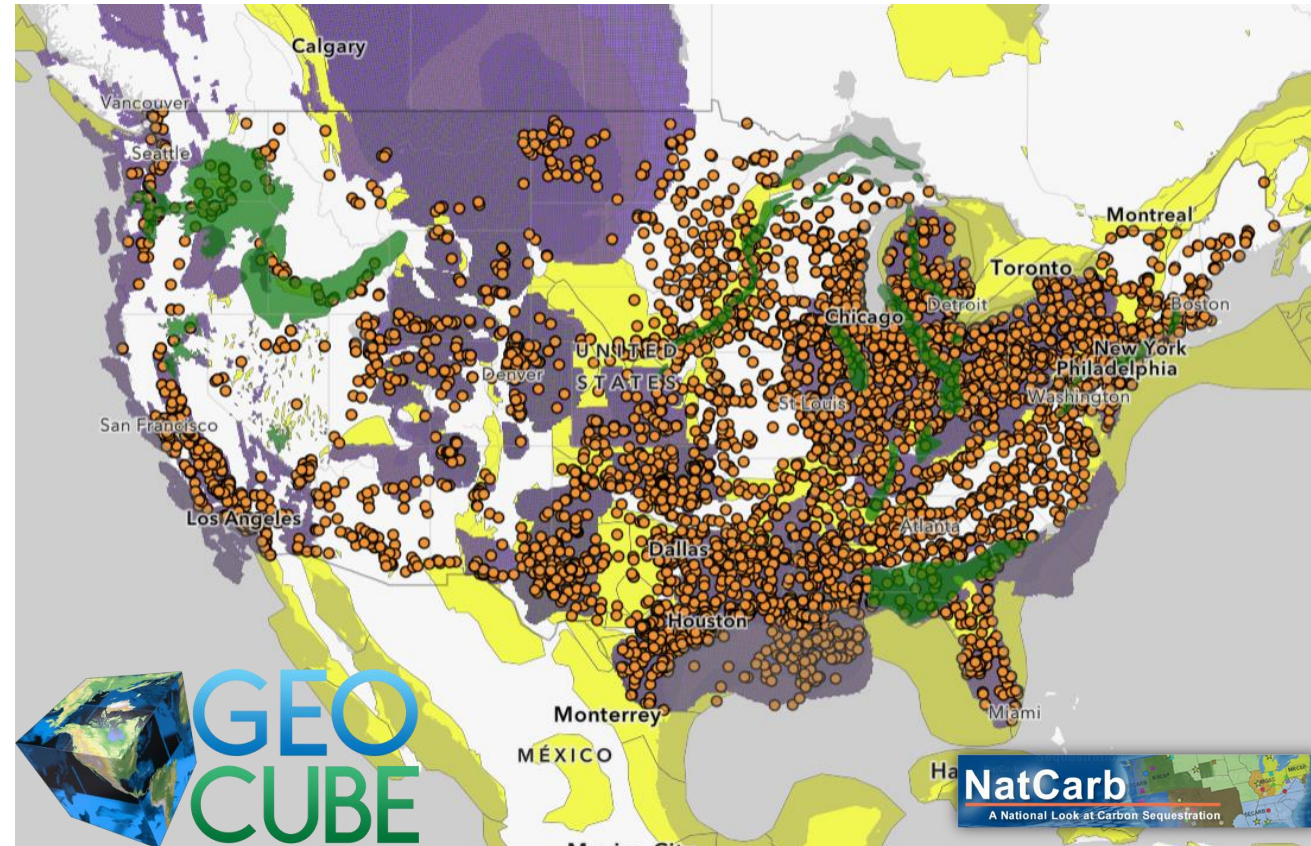 Calgary
Vancouver
Seattle
Montreal
Toronto
Detroit
Boston
Chicago
New York
UNITED
Philadelphia
Denver
STATES
St Louis
Washington
San Francisco
Los Angeles
Atlanta
Dallas
Houston
Miami
Monterrey
MÉXICO
GEO
CUBE
Ha
NatCarb
A National Look at Carbon Sequestration